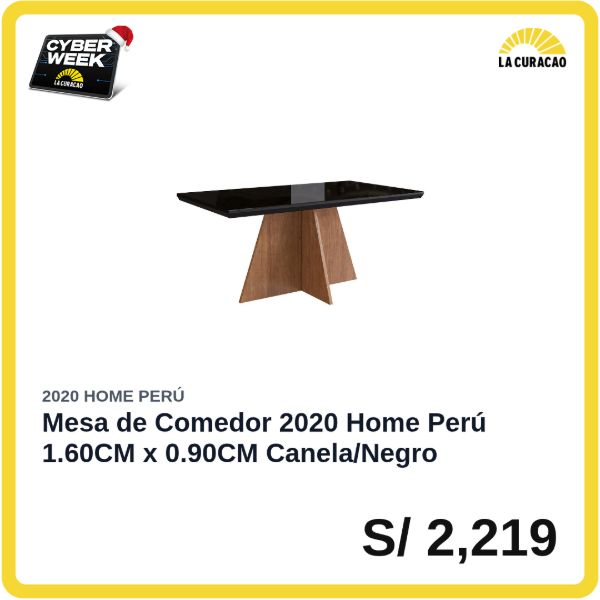 CYBER
WEEK
LA CURACAO
LA CURACAO
2020 HOME PERÚ
Mesa de Comedor 2020 Home Perú
1.60CM x 0.90CM Canela/Negro
S/ 2,219